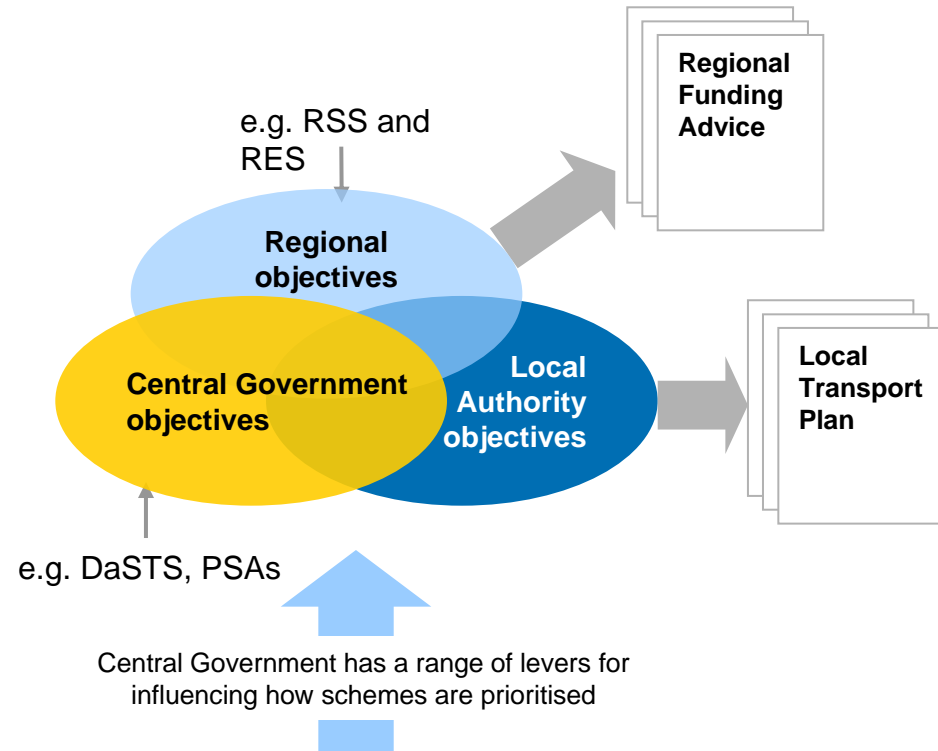 Regional
Funding
Advice
e.g. RSS and
RES
Regional
objectives
Central Government
objectives
Local
Authority
objectives
Local
Transport
Plan
e.g. DaSTS, PSAs
Central Government has a range of levers for
influencing how schemes are prioritised